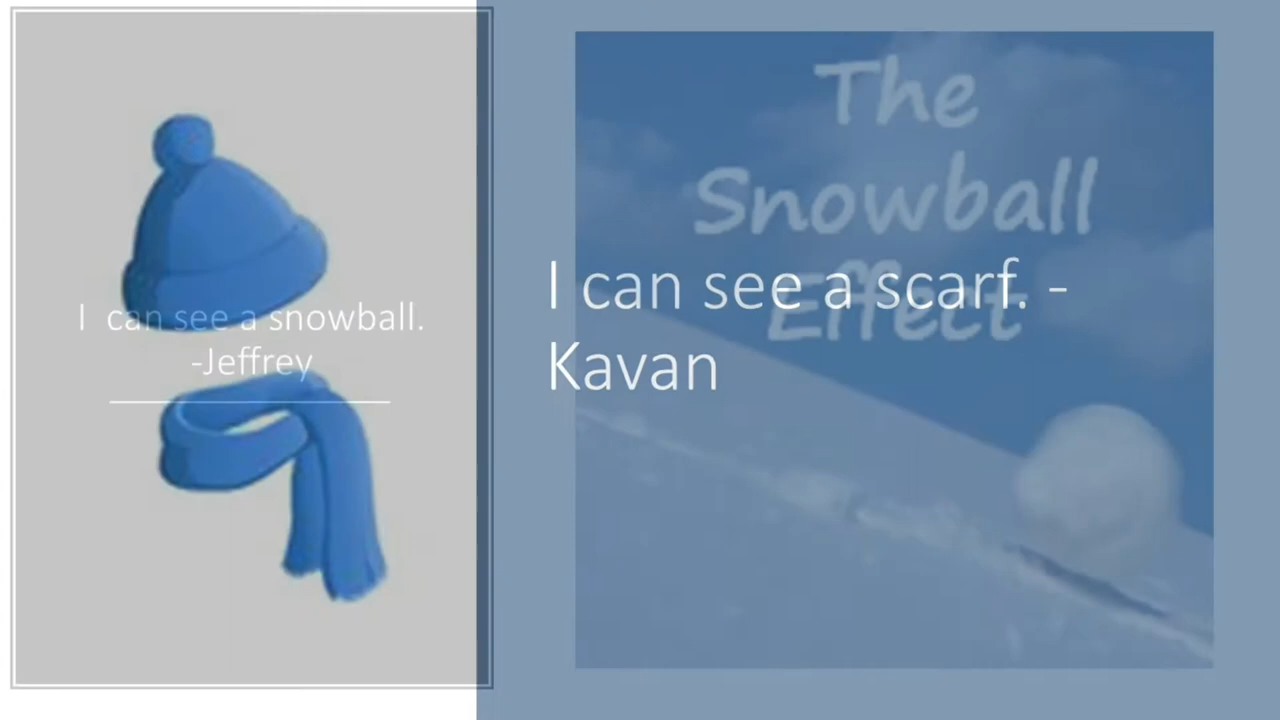 I can see a snowball.
-Jeffrey
The
Snowball
Effect
I can see a scarf. -
Kavan